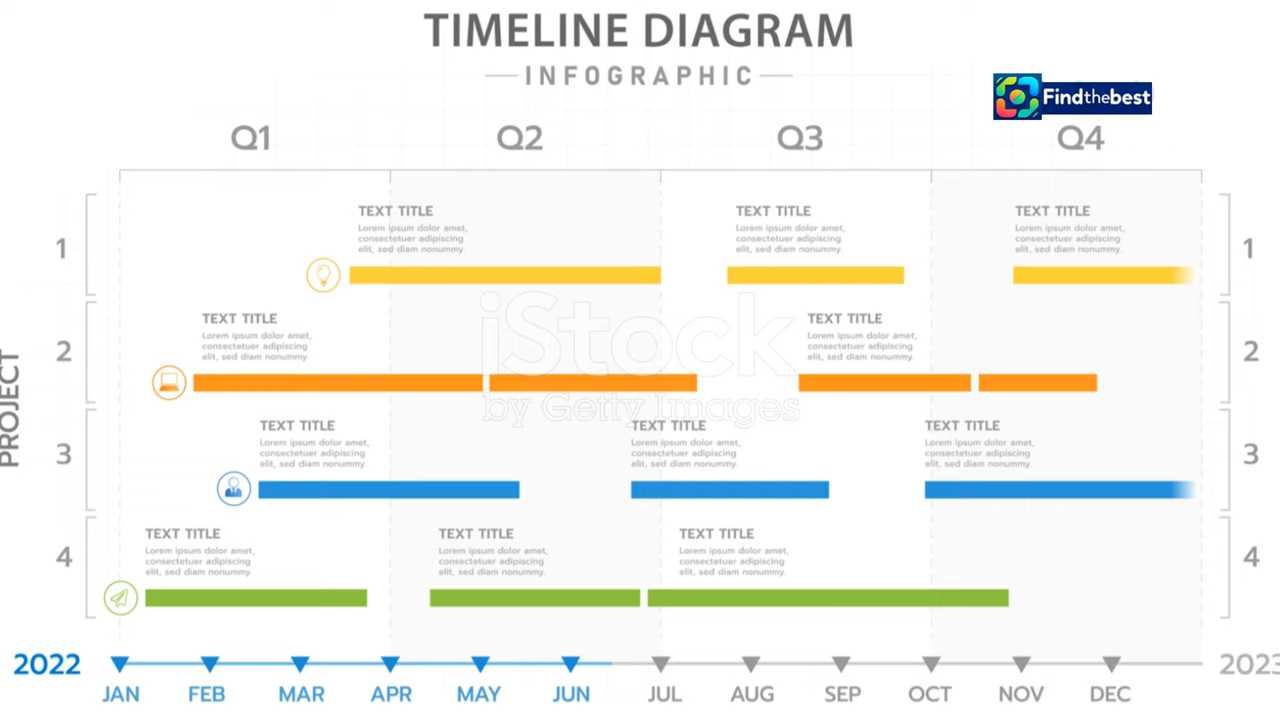 TIMELINE DIAGRAM
INFOGRAPHIC
Findthebest
Q1 Q2 Q3 Q4
1
TEXT TITLE
Lorem ipsum dolor amet,
consectetuer adipiscing
elit, sed diam nonummy.
TEXT TITLE
Lorem ipsum dolor amet,
consectetuer adipiscing
elit, sed diam nonummy.
TEXT TITLE
Lorem ipsum dolor amet,
consectetuer adipiscing
elit, sed diam nonummy.
1
PROJECT
2
TEXT TITLE
Lorem ipsum dolor amet,
consectetuer adipiscing
elit, sed diam nonummy.
TEXT TITLE
Lorem ipsum dolor amet,
consectetuer adipiscing
elit, sed diam nonummy.
2
iStock
by Getty Images
3
TEXT TITLE
Lorem ipsum dolor amet,
consectetuer adipiscing
elit, sed diam nonummy.
TEXT TITLE
Lorem ipsum dolor amet,
consectetuer adipiscing
elit, sed diam nonummy.
TEXT TITLE
Lorem ipsum dolor amet,
consectetuer adipiscing
elit, sed diam nonummy.
3
4
TEXT TITLE
Lorem ipsum dolor amet,
consectetuer adipiscing
elit, sed diam nonummy
TEXT TITLE
Lorem ipsum dolor amet,
consectetuer adipiscing
elit, sed diam nonummy.
TEXT TITLE
Lorem ipsum dolor amet,
consectetuer adipiscing
elit, sed diam nonummy.
4
2022 2023
JAN FEB MAR APR MAY JUN JUL AUG SEP OCT NOV DEC